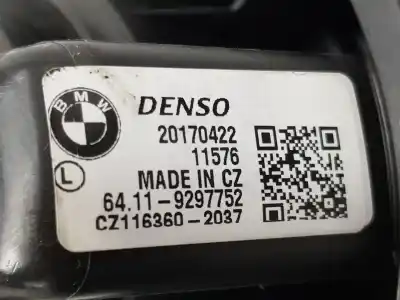 BMW
DENSO
20170422
11576
L
MADE IN CZ
64.11-9297752
CZ116360-2037